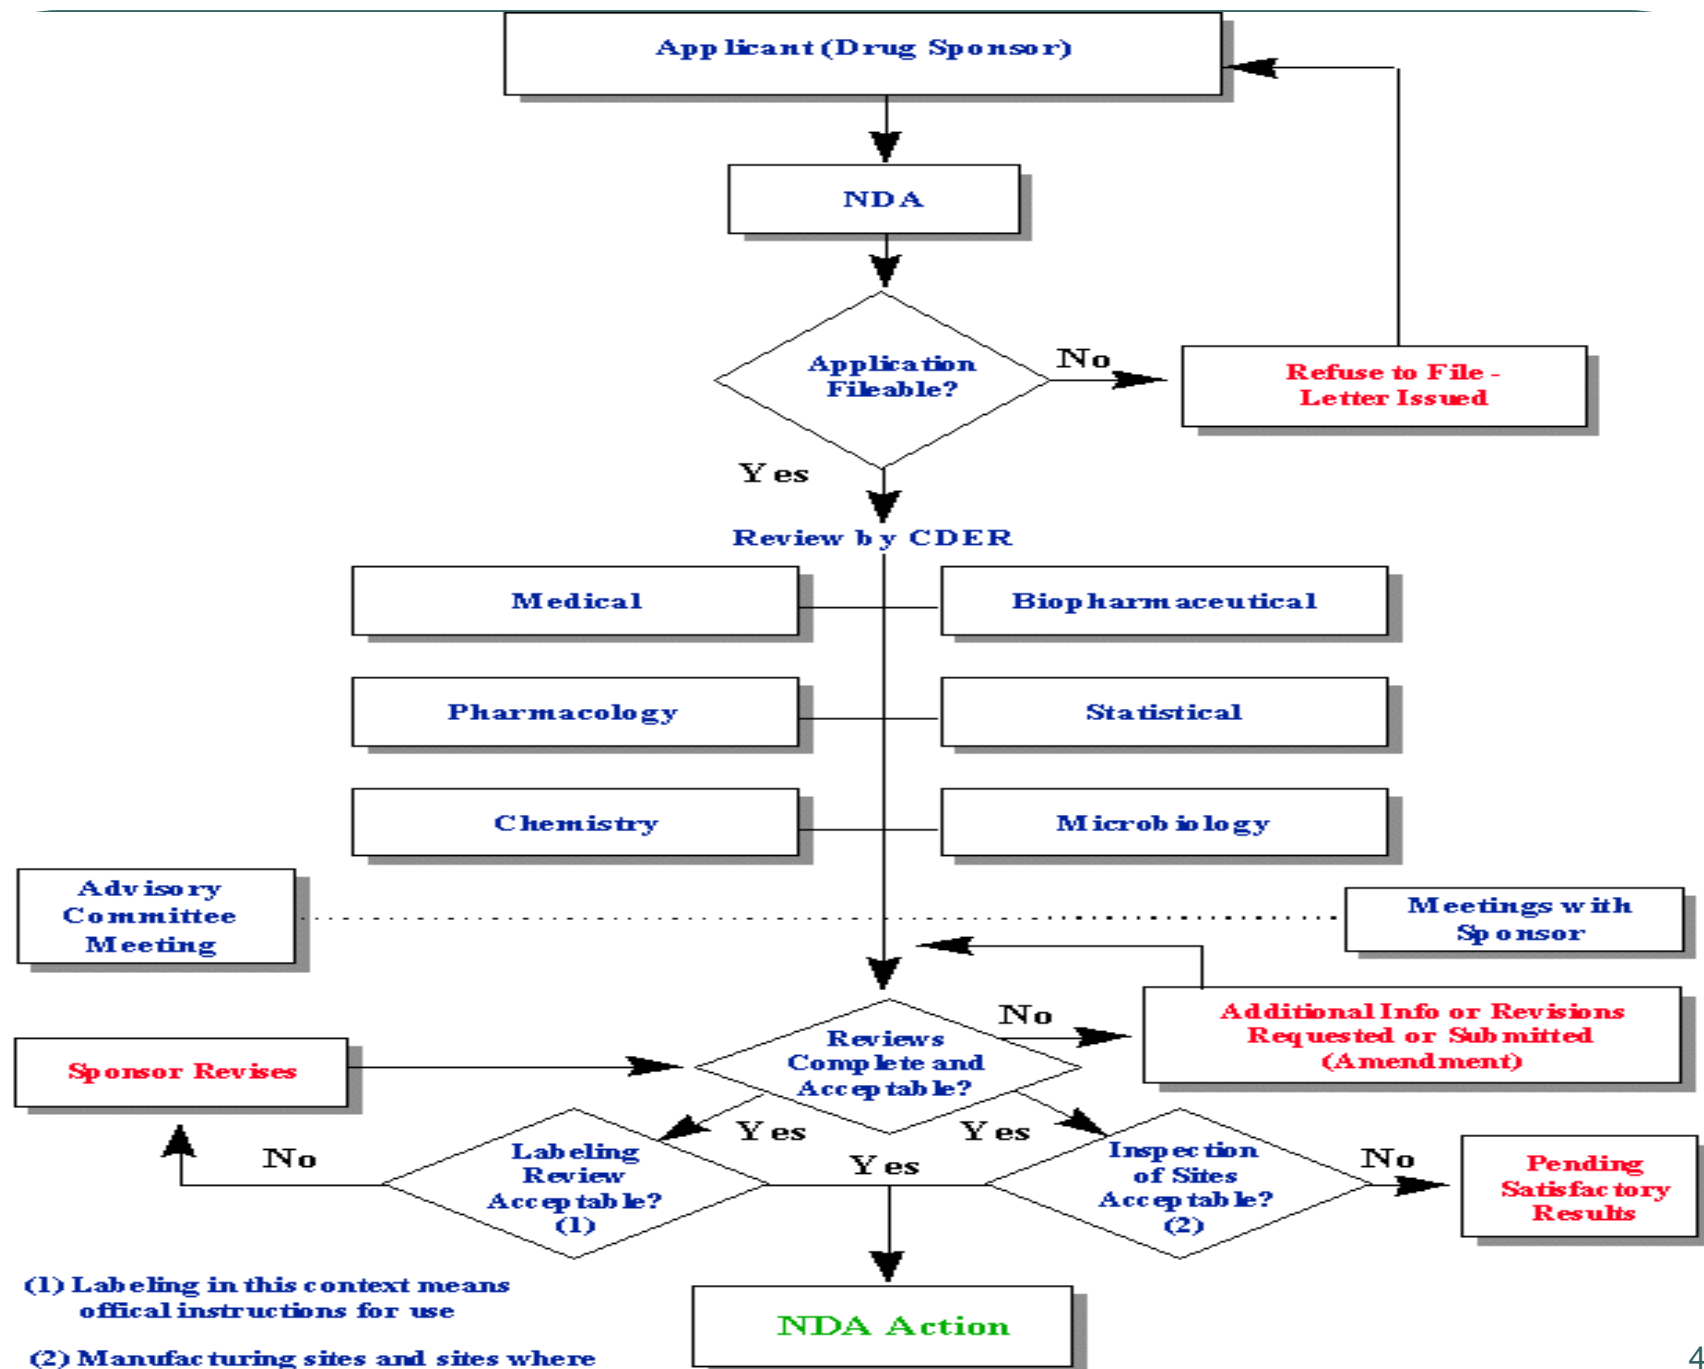 Applicant (Drug Sponsor)
NDA
Application
Fileable?
No
Refuse to File -
Letter Issued
Yes
Review by CDER
Medical
Biopharmaceutical
Pharmacology
Statistical
Chemistry
Microbiology
Advisory
Committee
Meeting
Meetings with
Sponsor
Reviews
Complete and
Acceptable?
No
Additional Info or Revisions
Requested or Submitted
(Amendment)
Sponsor Revises
Yes
Yes
No
Labeling
Review
Acceptable?
(1)
Yes
Inspection
of Sites
Acceptable?
(2)
No
Pending
Satisfactory
Results
(1) Labeling in this context means
offical instructions for use
NDA Action
(2) Manufacturing sites and sites where
4